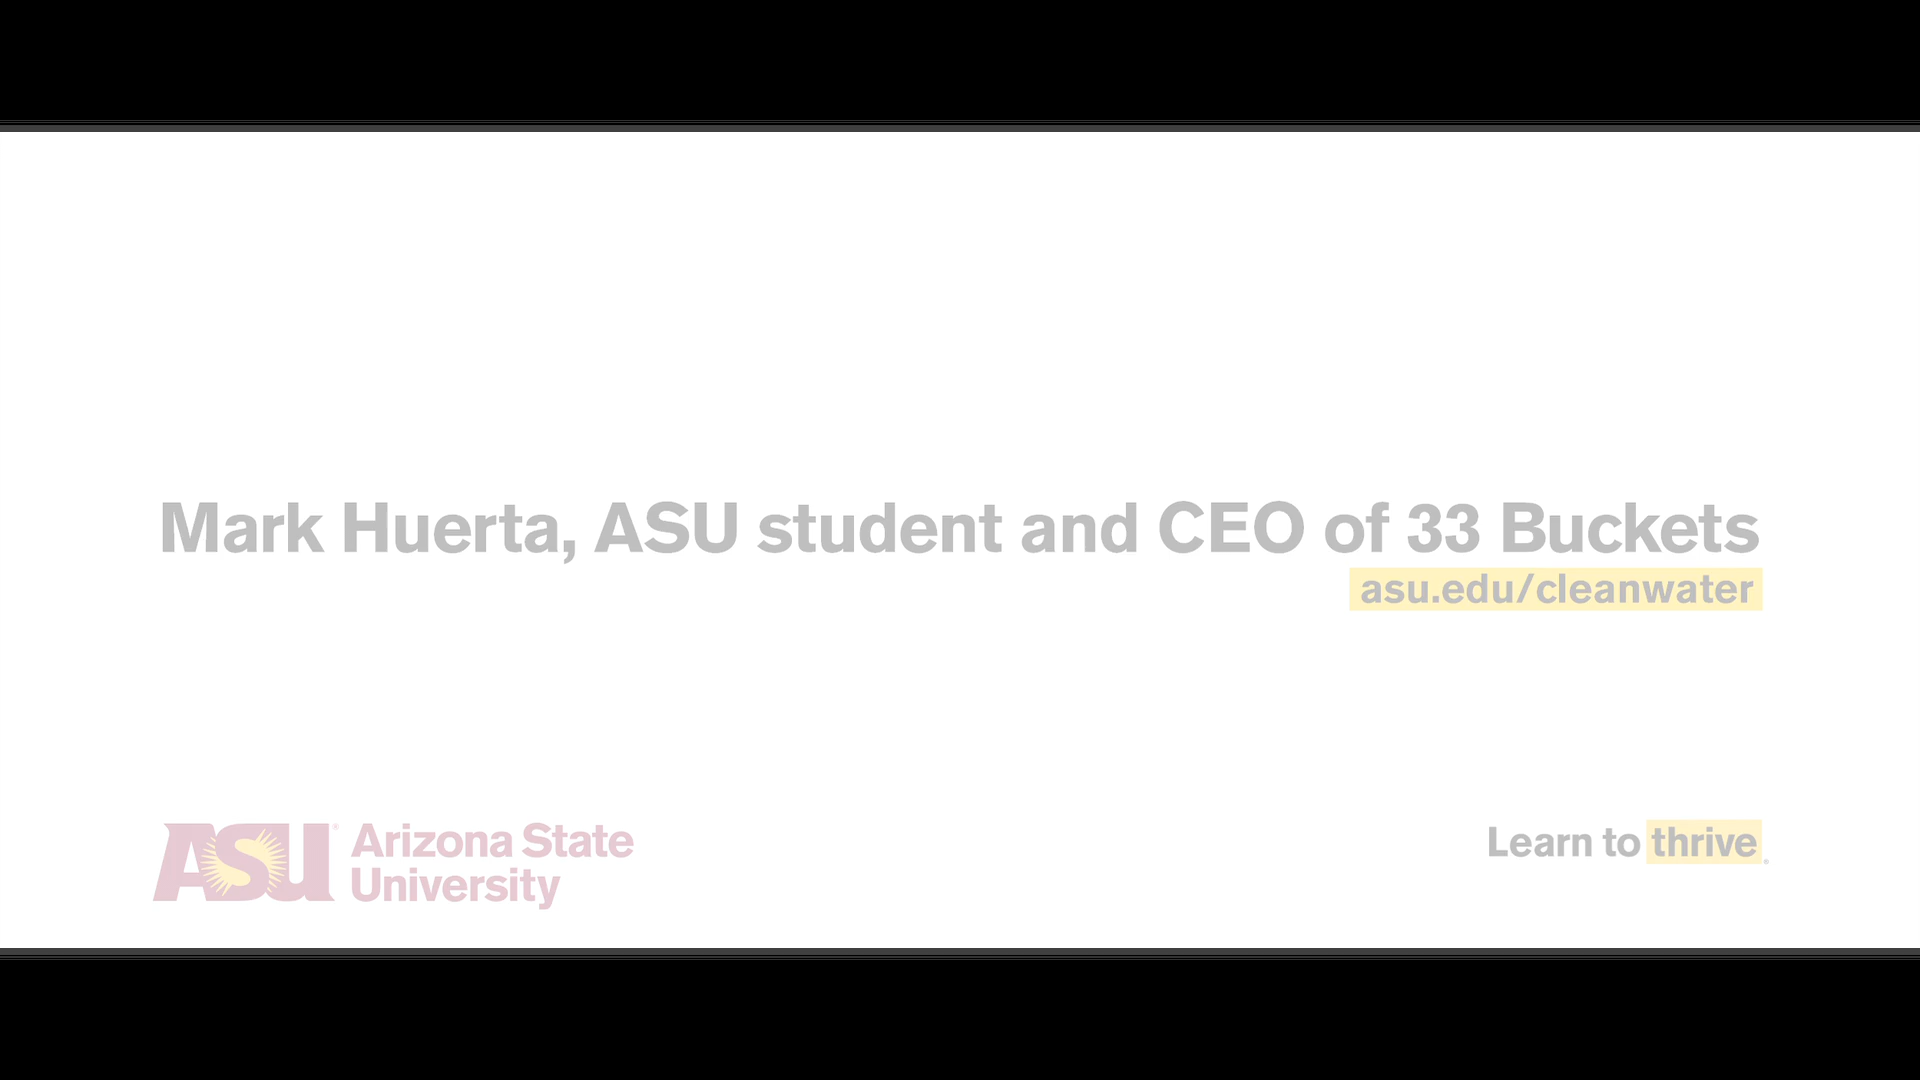 Mark Huerta, ASU student and CEO of 33 Buckets
asu.edu/cleanwater
ASU® Arizona State
University
Learn to thrive®